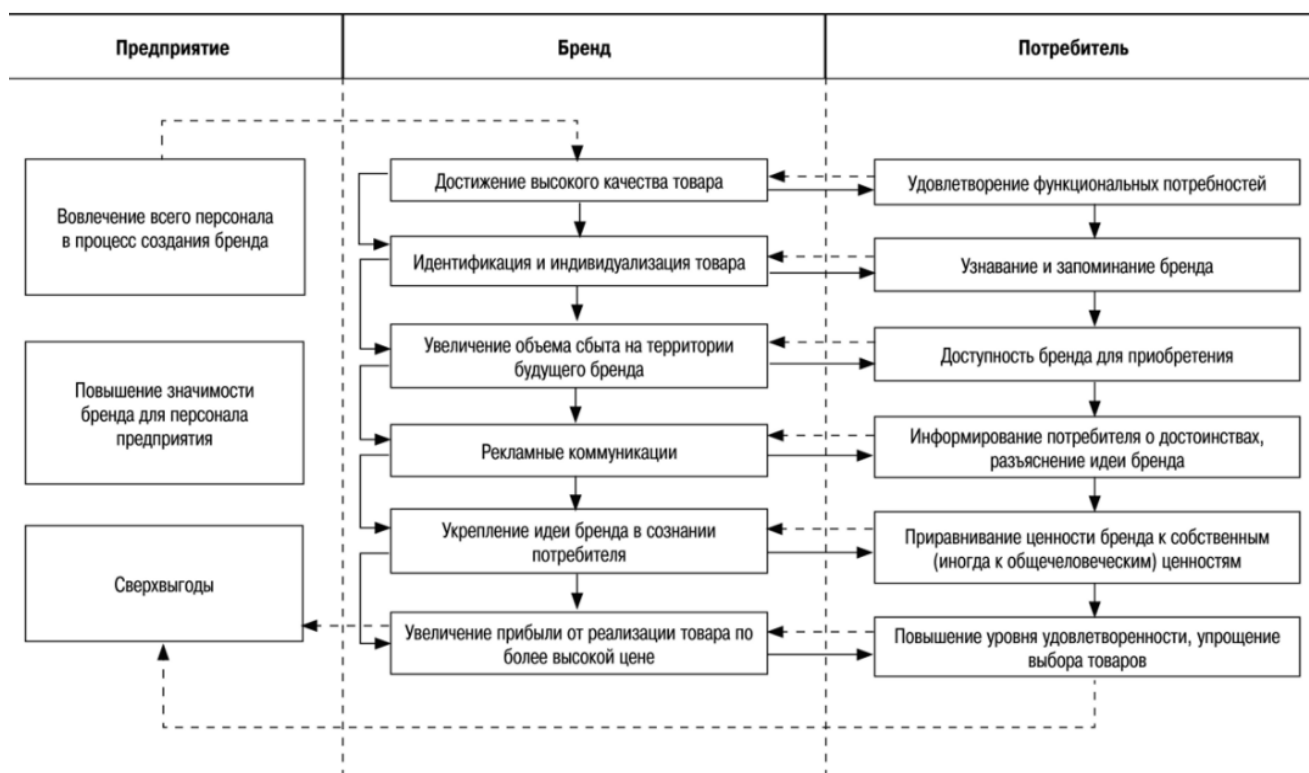 Предприятие
Бренд
Потребитель
Вовлечение всего персонала
в процесс создания бренда
Повышение значимости
бренда для персонала
предприятия
Сверхвыгоды
Достижение высокого качества товара
Идентификация и индивидуализация товара
Увеличение объема сбыта на территории
будущего бренда
Рекламные коммуникации
Укрепление идеи бренда в сознании
потребителя
Увеличение прибыли от реализации товара по
более высокой цене
Удовлетворение функциональных потребностей
Узнавание и запоминание бренда
Доступность бренда для приобретения
Информирование потребителя о достоинствах,
разъяснение идеи бренда
Приравнивание ценности бренда к собственным
(иногда к общечеловеческим) ценностям
Повышение уровня удовлетворенности, упрощение
выбора товаров